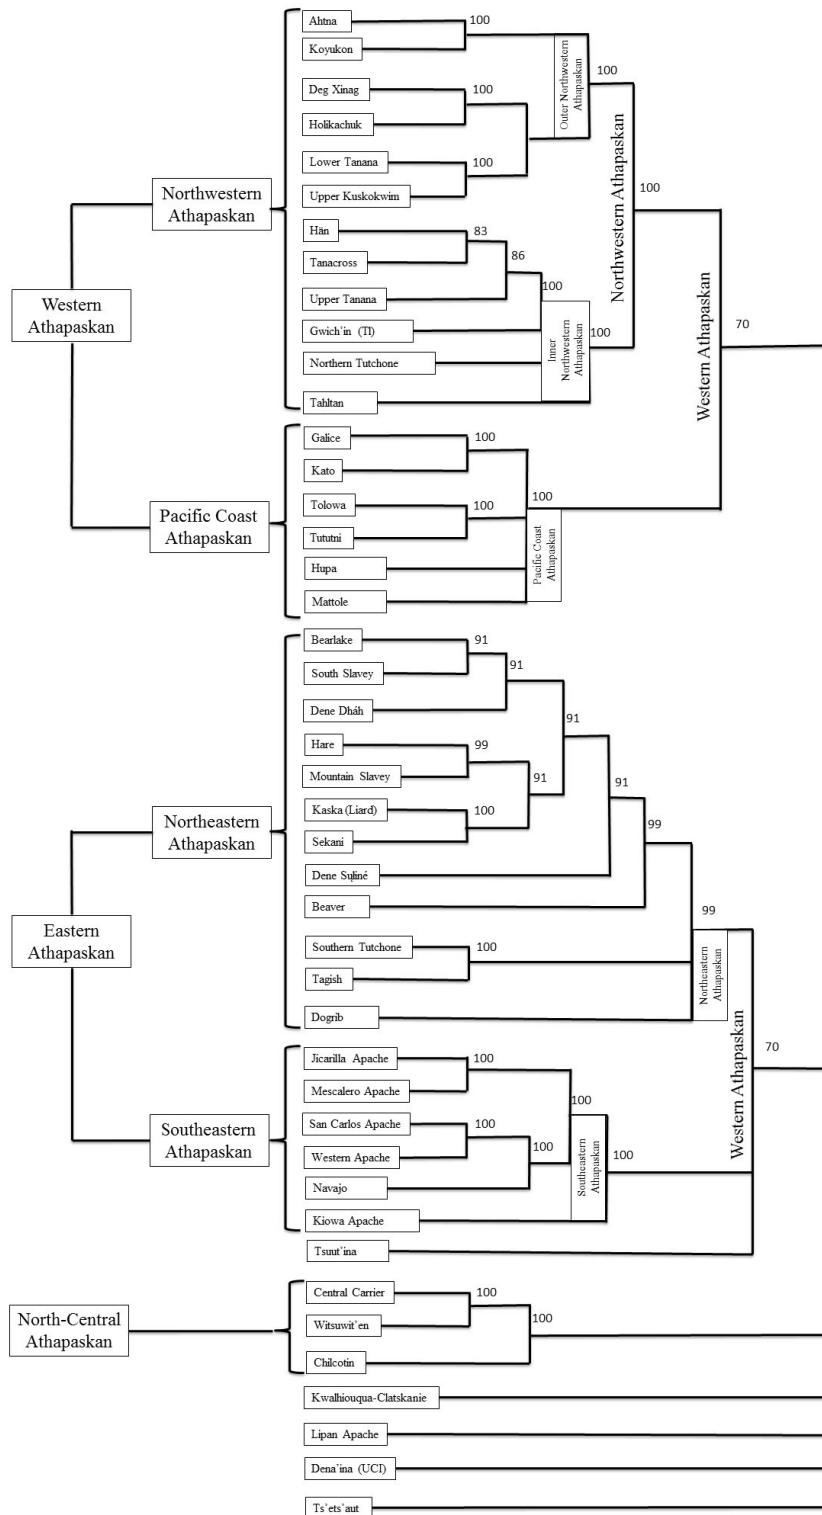 Ahtna
100
Koyukon
Outer Northwestern
Athapaskan
100
Deg Xinag
100
Holikachuk
Lower Tanana
100
Upper Kuskokwim
Northwestern
Athapaskan
Northwestern Athapaskan
100
Hän
83
Tanacross
86
Upper Tanana
100
Gwich'in (TI)
Inner
Northwestern
Athapaskan
100
Northern Tutchone
Tahltan
Western
Athapaskan
Western Athapaskan
70
Galice
100
Kato
Tolowa
100
100
Tututni
Pacific Coast
Athapaskan
Pacific Coast
Athapaskan
Hupa
Mattole
Bearlake
91
South Slavey
91
Dene Dháh
91
Hare
99
Mountain Slavey
91
91
Kaska (Liard)
100
99
Sekani
Northeastern
Athapaskan
Dene Sųłiné
Beaver
99
Eastern
Athapaskan
Southern Tutchone
100
Tagish
Northeastern
Athapaskan
Dogrib
Western Athapaskan
70
Jicarilla Apache
100
Mescalero Apache
100
San Carlos Apache
100
Western Apache
100
Southeastern
Athapaskan
Southeastern
Athapaskan
100
Navajo
Kiowa Apache
Tsuut'ina
Central Carrier
100
North-Central
Athapaskan
Witsuwit'en
100
Chilcotin
Kwalhiouqua-Clatskanie
Lipan Apache
Dena'ina (UCI)
Ts'ets'aut